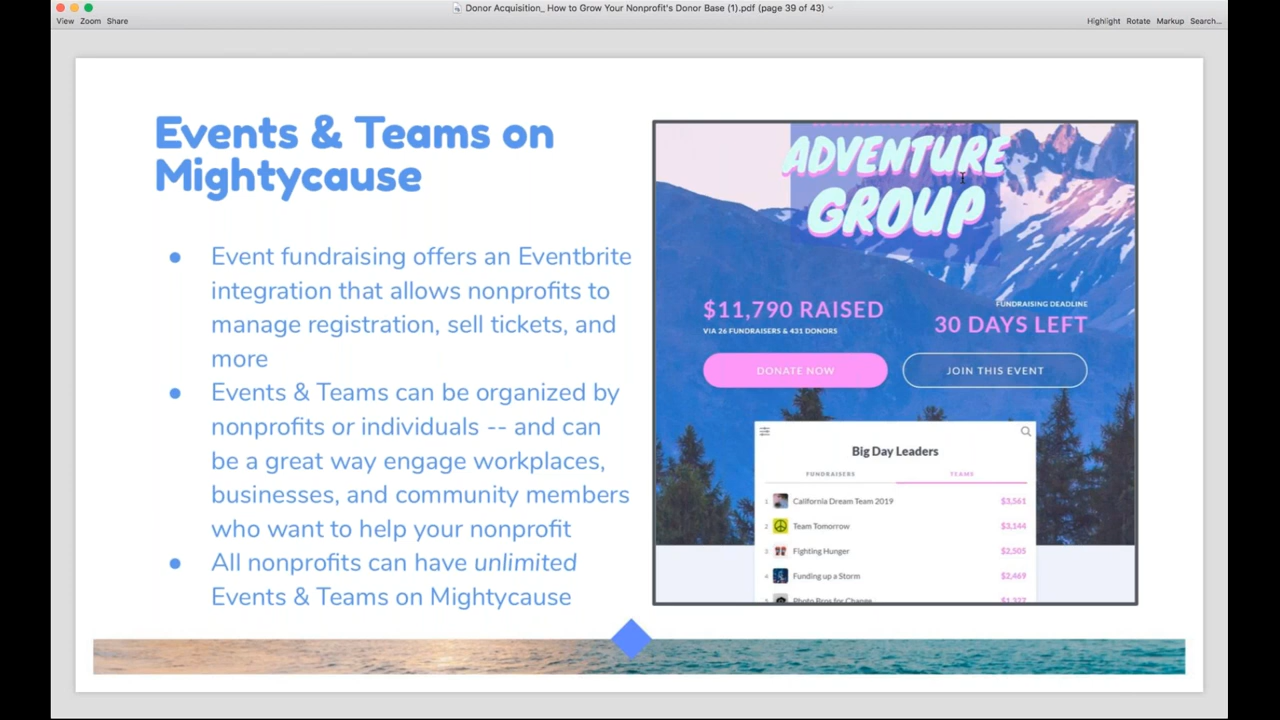 Donor Acquisition_ How to Grow Your Nonprofit's Donor Base (1).pdf (page 39 of 43)
View Zoom Share
Highlight Rotate Markup Search...
Events & Teams on
Mightycause
● Event fundraising offers an Eventbrite
integration that allows nonprofits to
manage registration, sell tickets, and
more
● Events & Teams can be organized by
nonprofits or individuals -- and can
be a great way engage workplaces,
businesses, and community members
who want to help your nonprofit
● All nonprofits can have unlimited
Events & Teams on Mightycause
ADVENTURE
GROUP
$11,790 RAISED
VIA 26 FUNDRAISERS & 431 DONORS
FUNDRAISING DEADLINE
30 DAYS LEFT
DONATE NOW
JOIN THIS EVENT
Big Day Leaders
FUNDRAISERS TEAMS
1 California Dream Team 2019 $3,561
2 Team Tomorrow $3,144
3 Fighting Hunger $2,505
4 Funding up a Storm $2,469
Photo Pros for Change $1,327